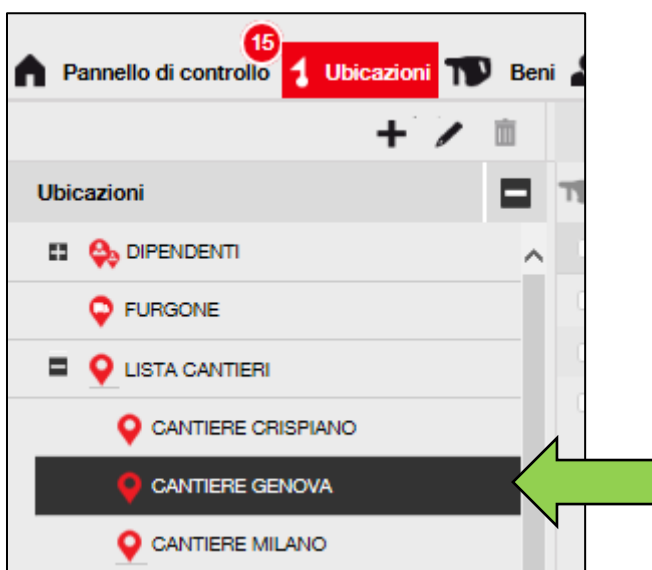 15
Pannello di controllo Ubicazioni Beni
Ubicazioni
DIPENDENTI
FURGONE
LISTA CANTIERI
CANTIERE CRISPIANO
CANTIERE GENOVA
CANTIERE MILANO